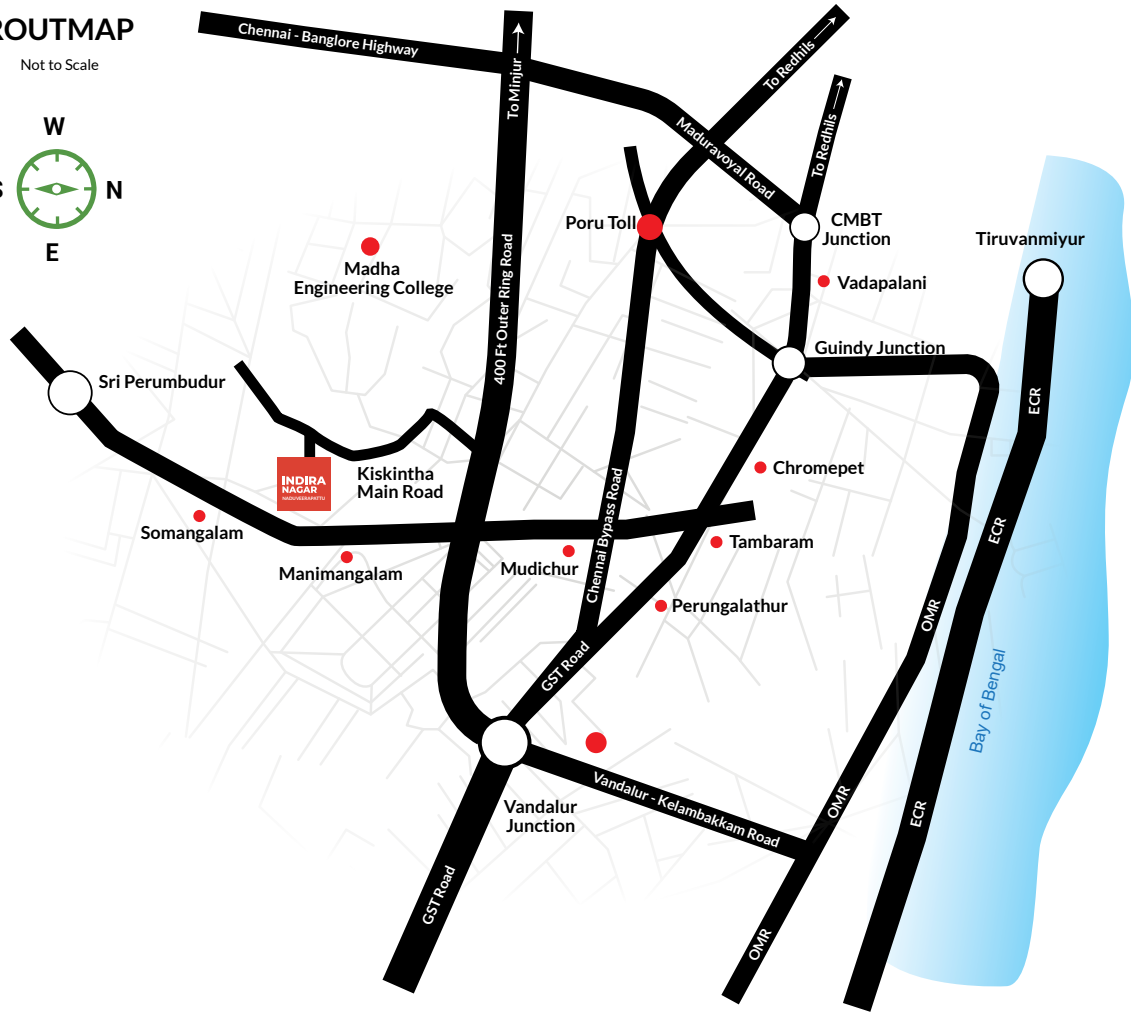 ROUTMAP
Not to Scale
W
S
N
E
Chennai - Banglore Highway
To Minjur
To Redhils
To Redhils
Maduravoyal Road
Poru Toll
CMBT
Junction
Tiruvanmiyur
Madha
Engineering College
Vadapalani
400 Ft Outer Ring Road
Guindy Junction
Sri Perumbudur
ECR
Kiskintha
Main Road
INDIRA
NAGAR
NADUVEERAPATTU
Chromepet
Somangalam
Chennai Bypass Road
ECR
Manimangalam
Mudichur
Tambaram
Perungalathur
OMR
GST Road
Bay of Bengal
Vandalur
Junction
Vandalur - Kelambakkam Road
OMR
ECR
GST Road
OMR